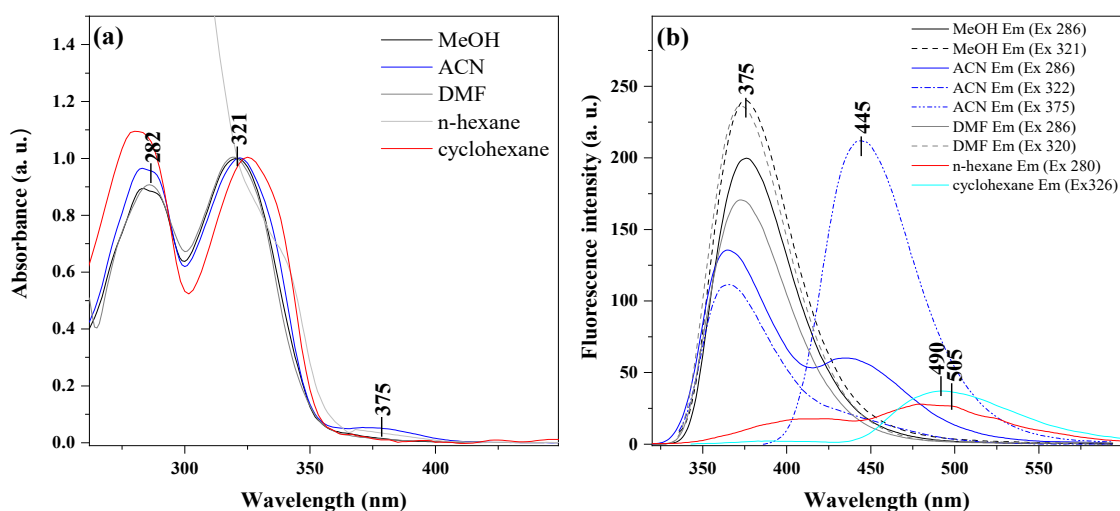 (a)
MeOH
ACN
DMF
n-hexane
cyclohexane
282
321
375
1.4
1.2
1.0
0.8
0.6
0.4
0.2
0.0
Absorbance (a. u.)
300
350
400
Wavelength (nm)
(b)
MeOH Em (Ex 286)
MeOH Em (Ex 321)
ACN Em (Ex 286)
ACN Em (Ex 322)
ACN Em (Ex 375)
DMF Em (Ex 286)
DMF Em (Ex 320)
n-hexane Em (Ex 280)
cyclohexane Em (Ex326)
375
445
490
505
250
200
150
100
50
0
Fluorescence intensity (a. u.)
350
400
450
500
550
Wavelength (nm)